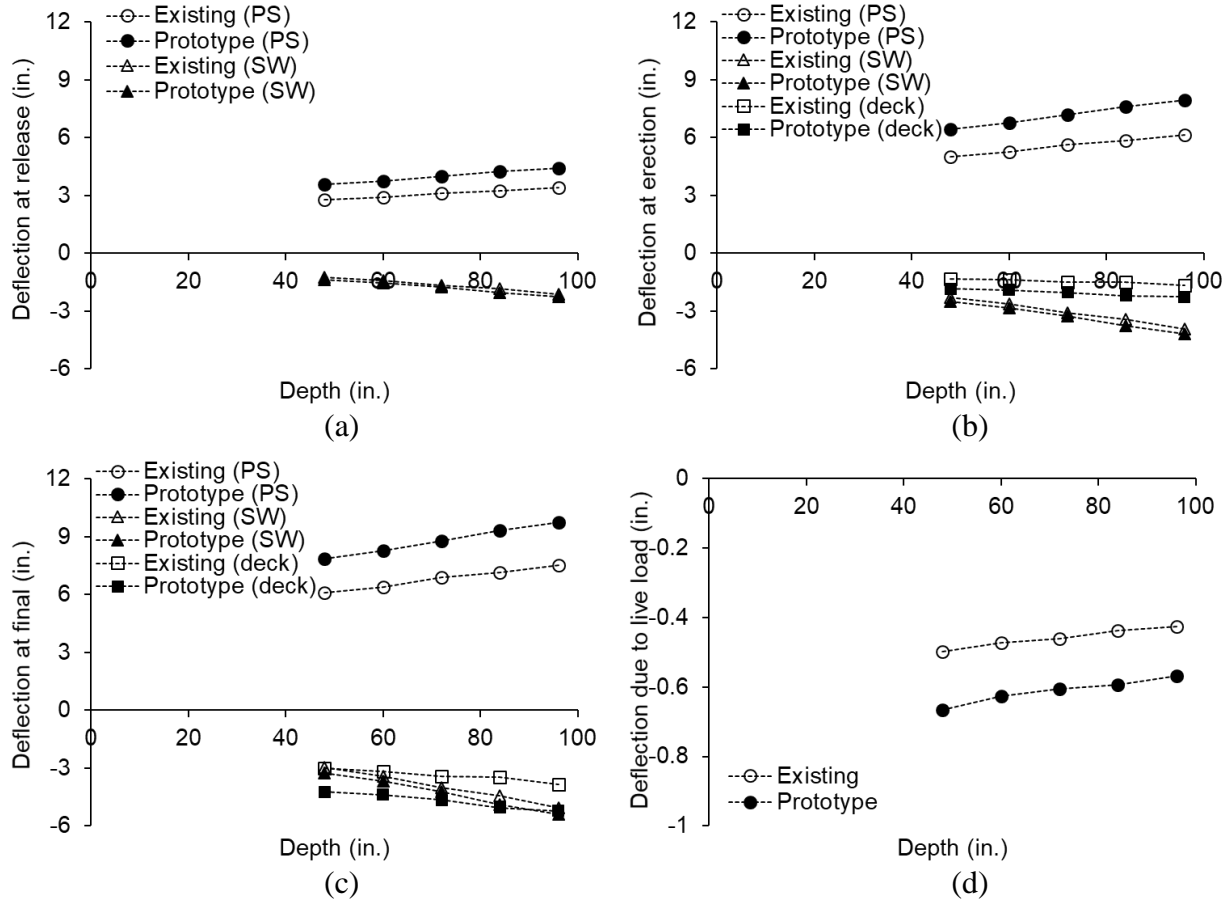 Existing (PS)
Prototype (PS)
Existing (SW)
Prototype (SW)
Deflection at release (in.)
12
9
6
3
0
-3
-6
0
20
40
60
80
100
Depth (in.)
(a)
Existing (PS)
Prototype (PS)
Existing (SW)
Prototype (SW)
Existing (deck)
Prototype (deck)
Deflection at erection (in.)
12
9
6
3
0
-3
-6
0
20
40
60
80
100
Depth (in.)
(b)
Existing (PS)
Prototype (PS)
Existing (SW)
Prototype (SW)
Existing (deck)
Prototype (deck)
Deflection at final (in.)
12
9
6
3
0
-3
-6
0
20
40
60
80
100
Depth (in.)
(c)
Deflection due to live load (in.)
0
-0.2
-0.4
-0.6
-0.8
-1
0
20
40
60
80
100
Existing
Prototype
Depth (in.)
(d)